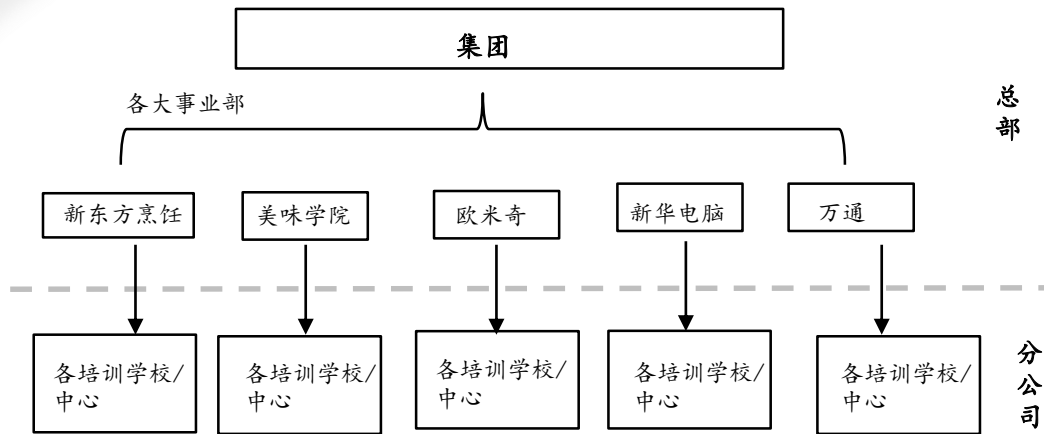 集团
各大事业部
总
部
新东方烹饪
美味学院
欧米奇
新华电脑
万通
各培训学校/
中心
各培训学校/
中心
各培训学校/
中心
各培训学校/
中心
各培训学校/
中心
分
公
司